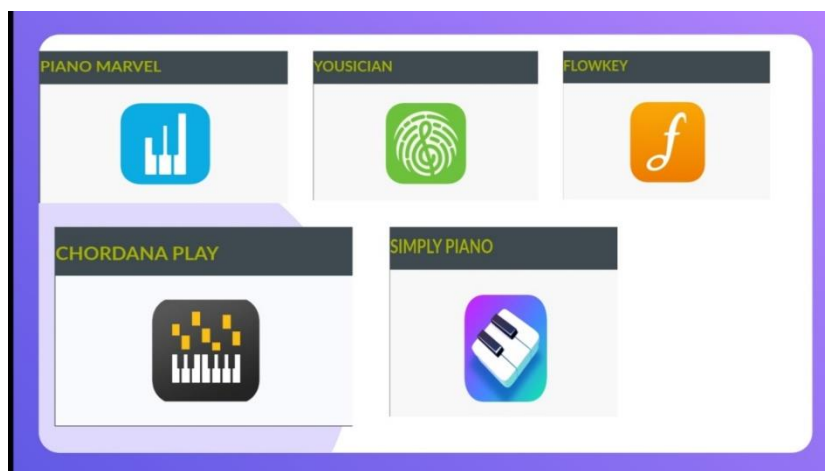 PIANO MARVEL
YOUSICIAN
FLOWKEY
CHORDANA PLAY
SIMPLY PIANO